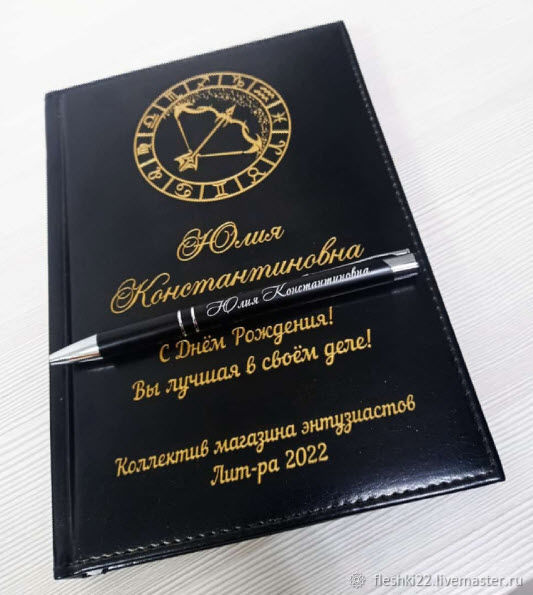 Юлия
Константиновна
Юлия Константиновна
С Днём Рождения!
Вы лучшая в своём деле!
Коллектив магазина энтузиастов
Лит-ра 2022
fleshki22.livemaster.ru